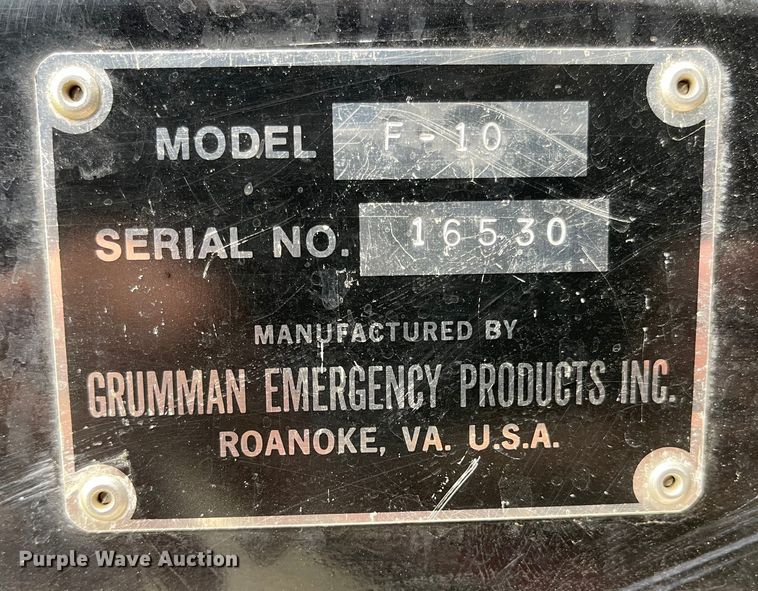 MODEL F-10
SERIAL NO. 16530
MANUFACTURED BY
GRUMMAN EMERGENCY PRODUCTS INC.
ROANOKE, VA. U.S.A.
Purple Wave Auction